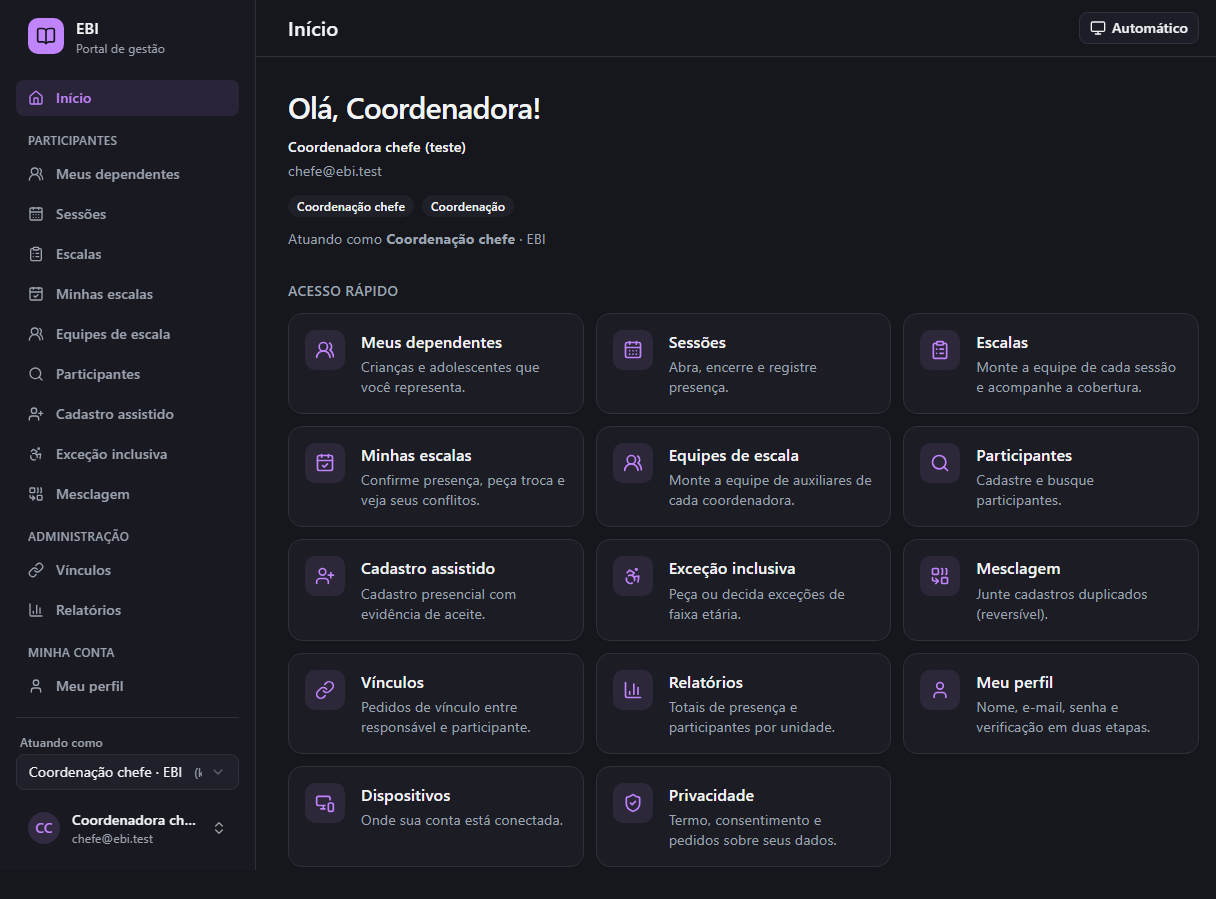 EBI
Portal de gestão
Início
PARTICIPANTES
Meus dependentes
Sessões
Escalas
Minhas escalas
Equipes de escala
Participantes
Cadastro assistido
Exceção inclusiva
Mesclagem
ADMINISTRAÇÃO
Vínculos
Relatórios
MINHA CONTA
Meu perfil
Atuando como
Coordenação chefe · EBI
CC
Coordenadora ch...
chefe@ebi.test
Início
Automático
Olá, Coordenadora!
Coordenadora chefe (teste)
chefe@ebi.test
Coordenação chefe
Coordenação
Atuando como Coordenação chefe · EBI
ACESSO RÁPIDO
Meus dependentes
Crianças e adolescentes que
você representa.
Sessões
Abra, encerre e registre
presença.
Escalas
Monte a equipe de cada sessão
e acompanhe a cobertura.
Minhas escalas
Confirme presença, peça troca e
veja seus conflitos.
Equipes de escala
Monte a equipe de auxiliares de
cada coordenadora.
Participantes
Cadastre e busque
participantes.
Cadastro assistido
Cadastro presencial com
evidência de aceite.
Exceção inclusiva
Peça ou decida exceções de
faixa etária.
Mesclagem
Junte cadastros duplicados
(reversível).
Vínculos
Pedidos de vínculo entre
responsável e participante.
Relatórios
Totais de presença e
participantes por unidade.
Meu perfil
Nome, e-mail, senha e
verificação em duas etapas.
Dispositivos
Onde sua conta está conectada.
Privacidade
Termo, consentimento e
pedidos sobre seus dados.